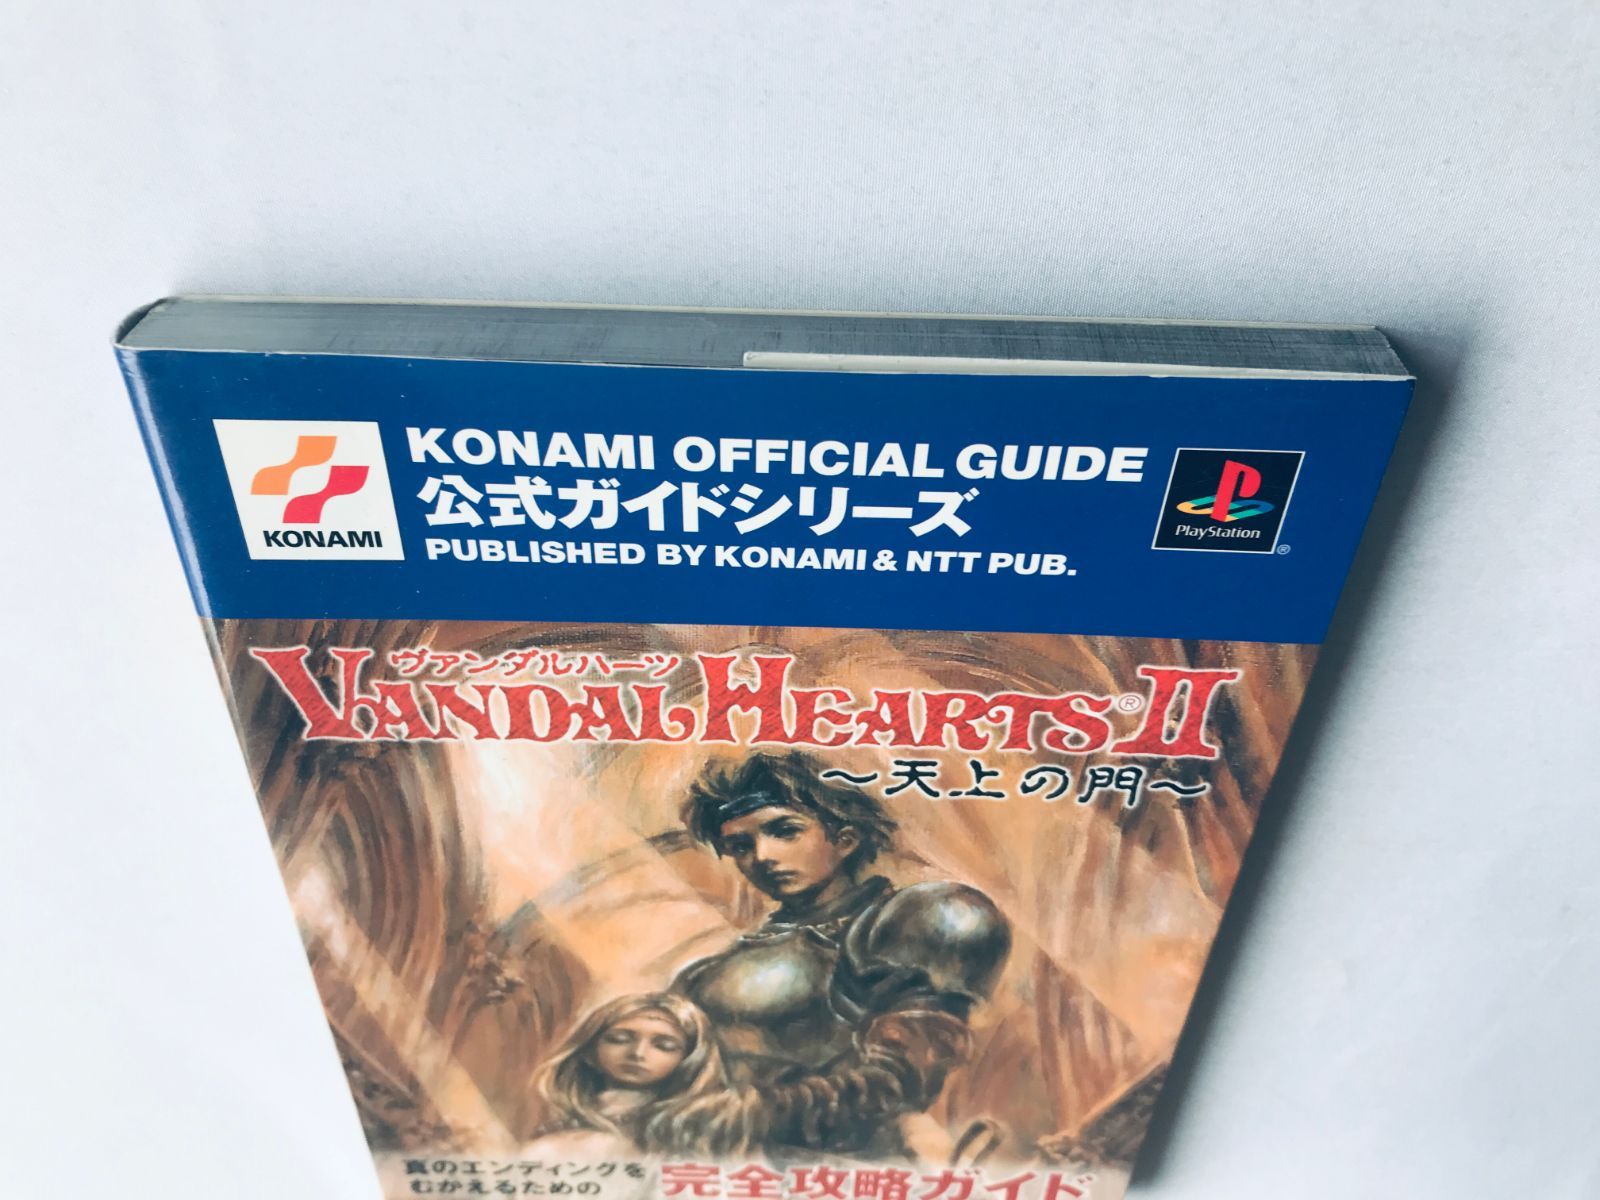 KONAMI OFFICIAL GUIDE
公式ガイドシリーズ
PUBLISHED BY KONAMI & NTT PUB.
KONAMI
PlayStation®
ヴァンダルハーツ
VANDAL HEARTS® II
～天上の門～
真のエンディングを
むかえるための
完全攻略ガイド